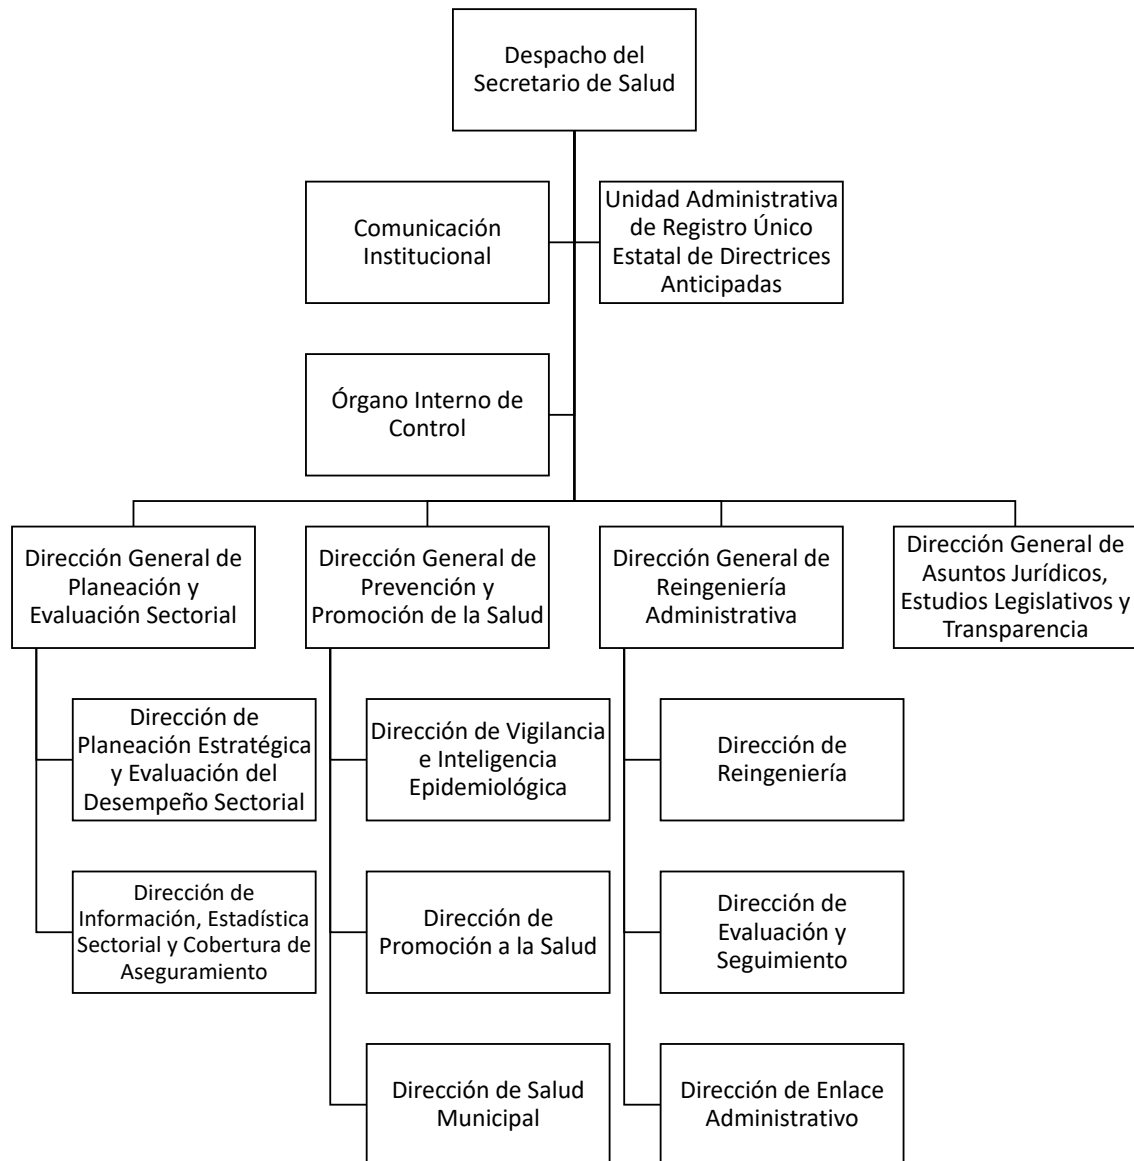 Despacho del
Secretario de Salud
Comunicación
Institucional
Unidad Administrativa
de Registro Único
Estatal de Directrices
Anticipadas
Órgano Interno de
Control
Dirección General de
Planeación y
Evaluación Sectorial
Dirección General de
Prevención y
Promoción de la Salud
Dirección General de
Reingeniería
Administrativa
Dirección General de
Asuntos Jurídicos,
Estudios Legislativos y
Transparencia
Dirección de
Planeación Estratégica
y Evaluación del
Desempeño Sectorial
Dirección de Vigilancia
e Inteligencia
Epidemiológica
Dirección de
Reingeniería
Dirección de
Información, Estadística
Sectorial y Cobertura de
Aseguramiento
Dirección de
Promoción a la Salud
Dirección de
Evaluación y
Seguimiento
Dirección de Salud
Municipal
Dirección de Enlace
Administrativo